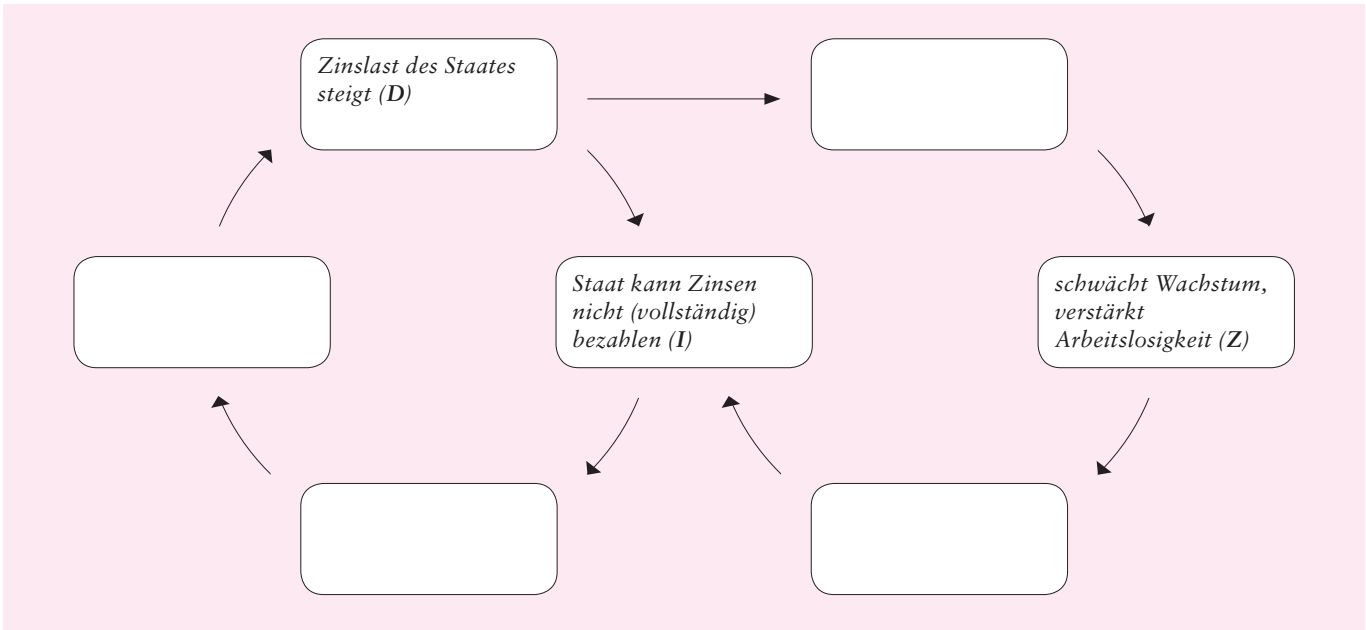 Zinslast des Staates
steigt (D)
Staat kann Zinsen
nicht (vollständig)
bezahlen (I)
schwächt Wachstum,
verstärkt
Arbeitslosigkeit (Z)